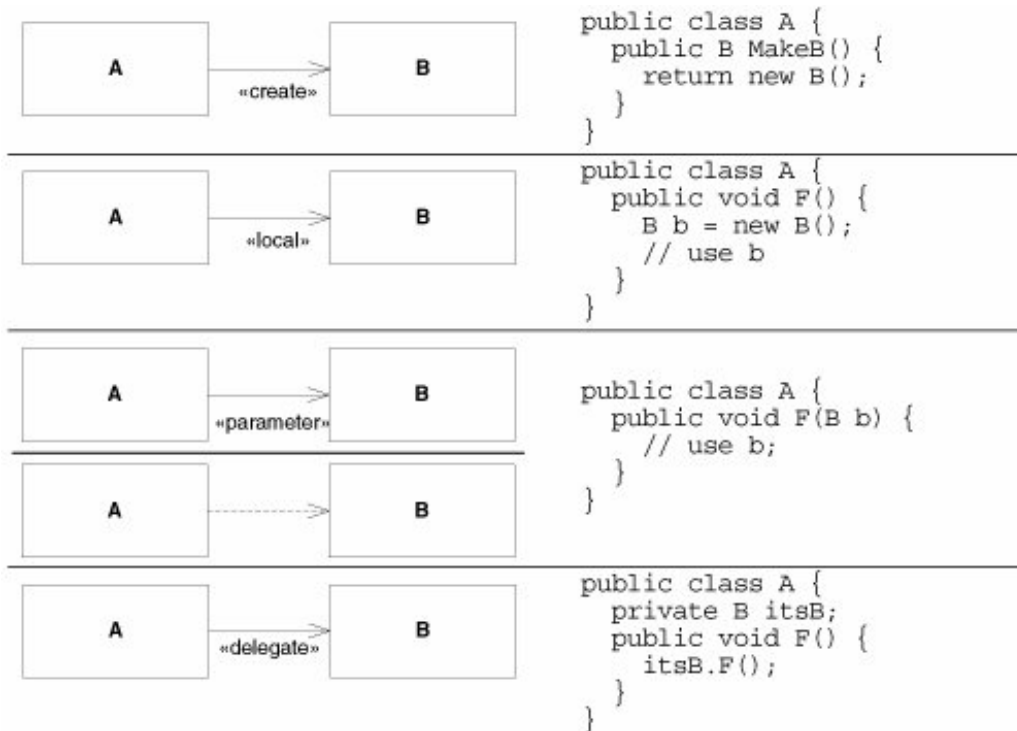 A
B
«create»
public class A {
  public B MakeB() {
    return new B();
  }
}
A
B
«local»
public class A {
  public void F() {
    B b = new B();
    // use b
  }
}
A
B
«parameter»
A
B
public class A {
  public void F(B b) {
    // use b;
  }
}
A
B
«delegate»
public class A {
  private B itsB;
  public void F() {
    itsB.F();
  }
}